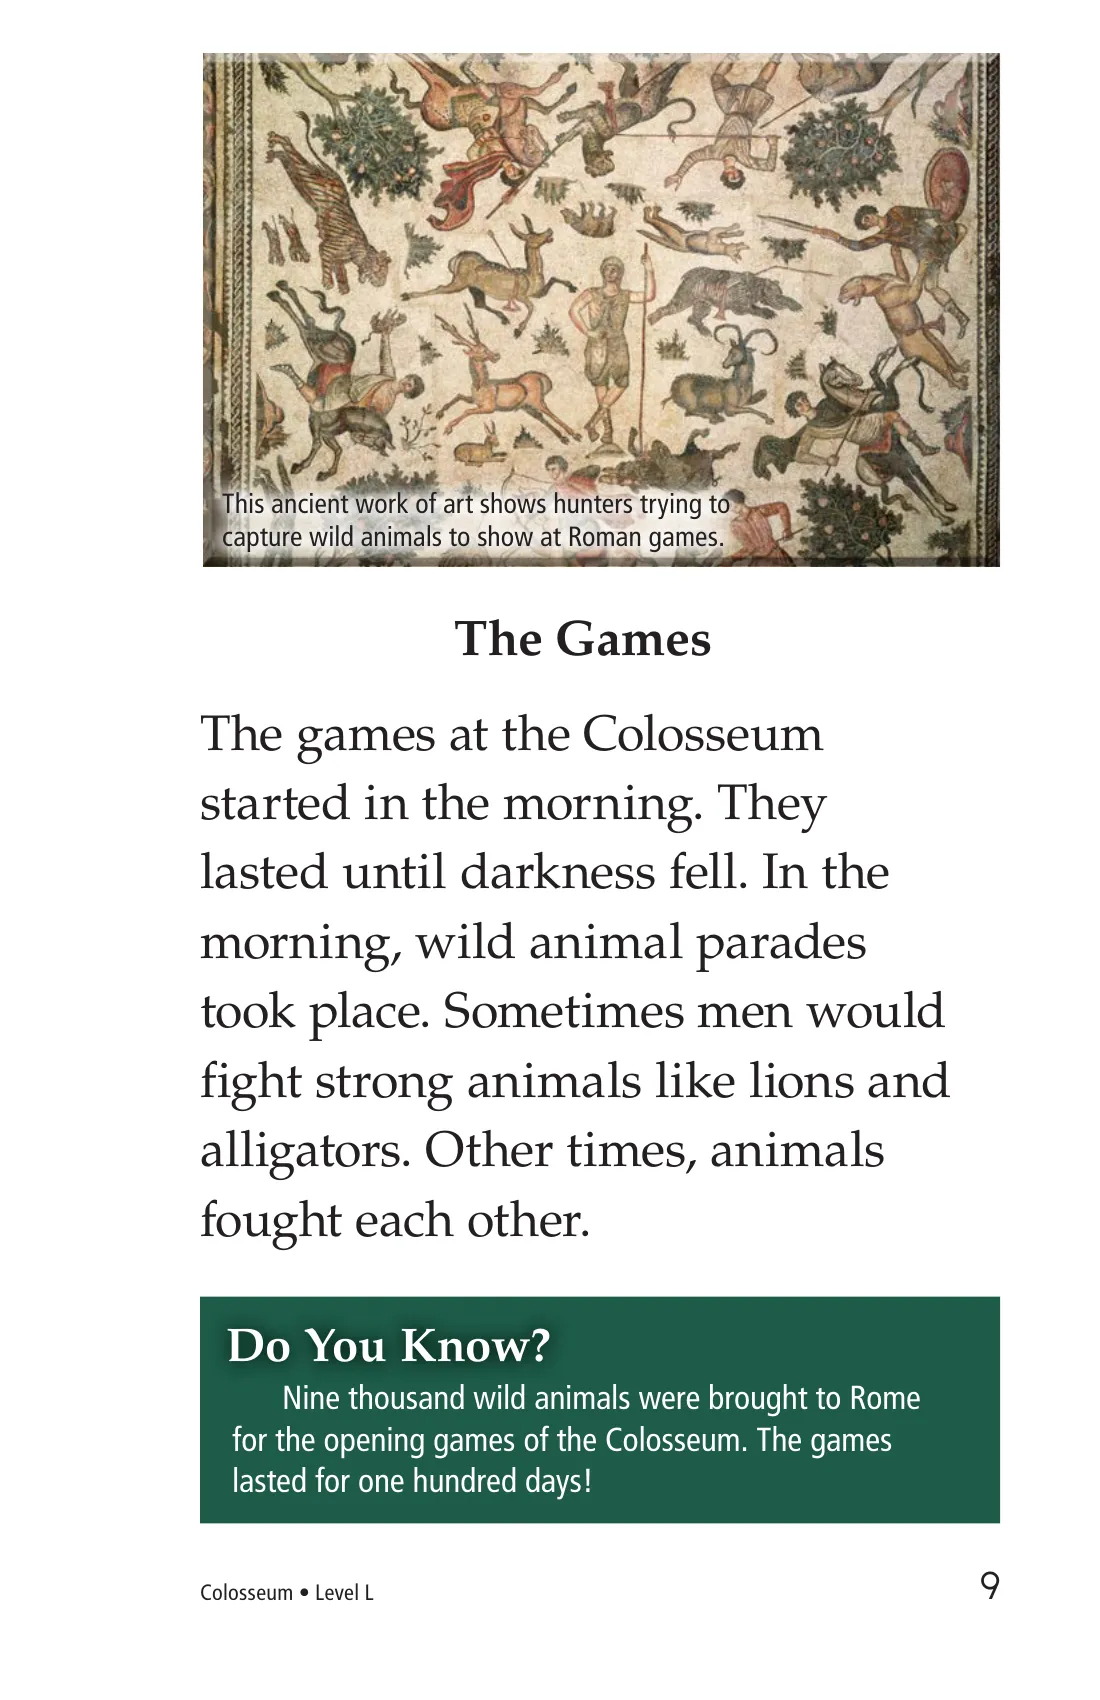 This ancient work of art shows hunters trying to
capture wild animals to show at Roman games.
The Games
The games at the Colosseum
started in the morning. They
lasted until darkness fell. In the
morning, wild animal parades
took place. Sometimes men would
fight strong animals like lions and
alligators. Other times, animals
fought each other.
Do You Know?
Nine thousand wild animals were brought to Rome
for the opening games of the Colosseum. The games
lasted for one hundred days!
Colosseum • Level L
9